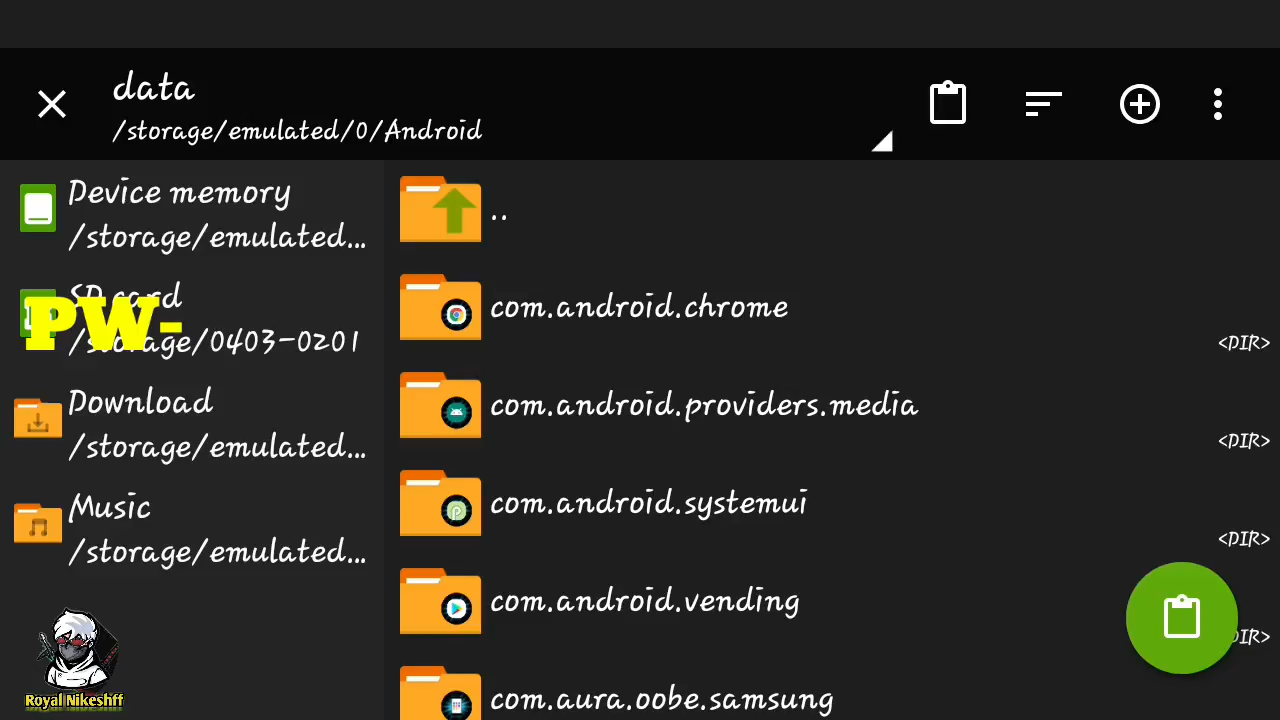 data
/storage/emulated/0/Android
Device memory
/storage/emulated...
SD card
/storage/0403-0201
PW-
Download
/storage/emulated...
Music
/storage/emulated...
Royal Nikeshff
..
com.android.chrome
<DIR>
com.android.providers.media
<DIR>
com.android.systemui
<DIR>
com.android.vending
DIR>
com.aura.oobe.samsung